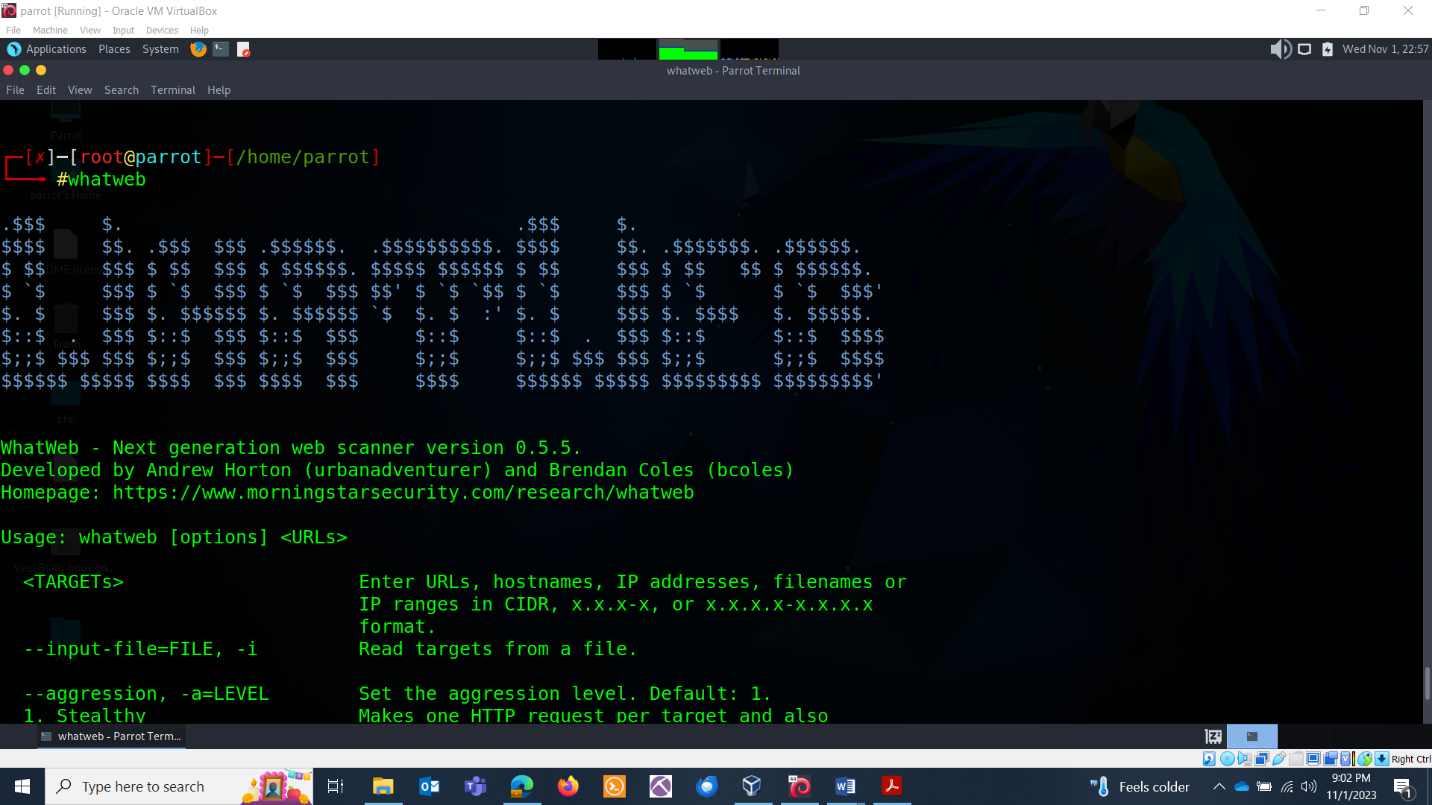 parrot [Running] - Oracle VM VirtualBox
File Machine View Input Devices Help
Applications Places System
Wed Nov 1, 22:57
whatweb - Parrot Terminal
File Edit View Search Terminal Help
Parrot
┌─[✗]─[root@parrot]─[/home/parrot]
└──╼ #whatweb
parrot's Home
.$$$     $.                                   .$$$     $.
$$$$     $$. .$$$  $$$ .$$$$$$.  .$$$$$$$$$$. $$$$     $$. .$$$$$$$. .$$$$$$.
$ $$     $$$ $ $$  $$$ $ $$$$$$. $$$$$ $$$$$$ $ $$     $$$ $ $$   $$ $ $$$$$$.
$ `$     $$$ $ `$  $$$ $ `$  $$$ $$' $ `$ `$$ $ `$     $$$ $ `$      $ `$  $$$'
$. $     $$$ $. $$$$$$ $. $$$$$$ `$  $. $  :' $. $     $$$ $. $$$$   $. $$$$$.
$::$  .  $$$ $::$  $$$ $::$  $$$     $::$     $::$  .  $$$ $::$      $::$  $$$$
$;;$ $$$ $$$ $;;$  $$$ $;;$  $$$     $;;$     $;;$ $$$ $$$ $;;$      $;;$  $$$$
$$$$$$ $$$$$ $$$$  $$$ $$$$  $$$     $$$$     $$$$$$ $$$$$ $$$$$$$$$ $$$$$$$$$'
php
WhatWeb - Next generation web scanner version 0.5.5.
Developed by Andrew Horton (urbanadventurer) and Brendan Coles (bcoles)
Homepage: https://www.morningstarsecurity.com/research/whatweb
Usage: whatweb [options] <URLs>
<TARGETs> Enter URLs, hostnames, IP addresses, filenames or
IP ranges in CIDR, x.x.x-x, or x.x.x.x-x.x.x.x
format.
--input-file=FILE, -i Read targets from a file.
--aggression, -a=LEVEL Set the aggression level. Default: 1.
1. Stealthy Makes one HTTP request per target and also
whatweb - Parrot Term...
Right Ctrl
Type here to search
Feels colder
9:02 PM
11/1/2023
1